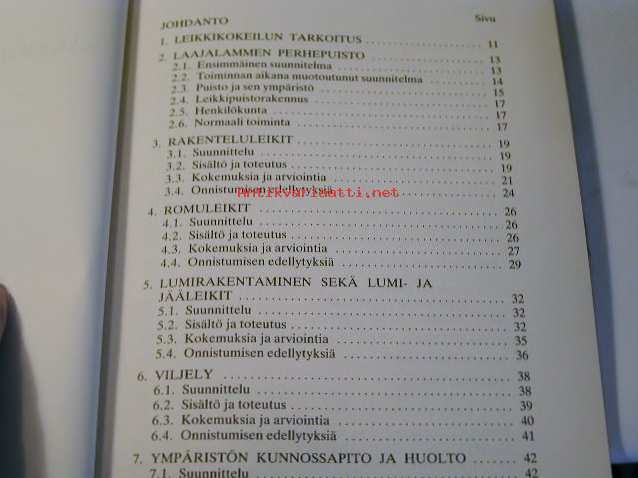 JOHDANTO Sivu
1. LEIKKIKOKEILUN TARKOITUS .................... 11
2. LAAJALAMMEN PERHEPUISTO .................... 13
2.1. Ensimmäinen suunnitelma .................... 13
2.2. Toiminnan aikana muotoutunut suunnitelma .......... 14
2.3. Puisto ja sen ympäristö .................... 15
2.4. Leikkipuistorakennus .................... 17
2.5. Henkilökunta .................... 17
2.6. Normaali toiminta .................... 17
3. RAKENTELULEIKIT .................... 19
3.1. Suunnittelu .................... 19
3.2. Sisältö ja toteutus .................... 19
3.3. Kokemuksia ja arviointia .................... 21
3.4. Onnistumisen edellytyksiä .................... 24
Antikvariaatti.net
4. ROMULEIKIT .................... 26
4.1. Suunnittelu .................... 26
4.2. Sisältö ja toteutus .................... 26
4.3. Kokemuksia ja arviointia .................... 27
4.4. Onnistumisen edellytyksiä .................... 29
5. LUMIRAKENTAMINEN SEKÄ LUMI- JA
JÄÄLEIKIT .................... 32
5.1. Suunnittelu .................... 32
5.2. Sisältö ja toteutus .................... 32
5.3. Kokemuksia ja arviointia .................... 35
5.4. Onnistumisen edellytyksiä .................... 36
6. VILJELY .................... 38
6.1. Suunnittelu .................... 38
6.2. Sisältö ja toteutus .................... 39
6.3. Kokemuksia ja arviointia .................... 40
6.4. Onnistumisen edellytyksiä .................... 41
7. YMPÄRISTÖN KUNNOSSAPITO JA HUOLTO ....... 42
7.1. Suunnittelu .................... 42